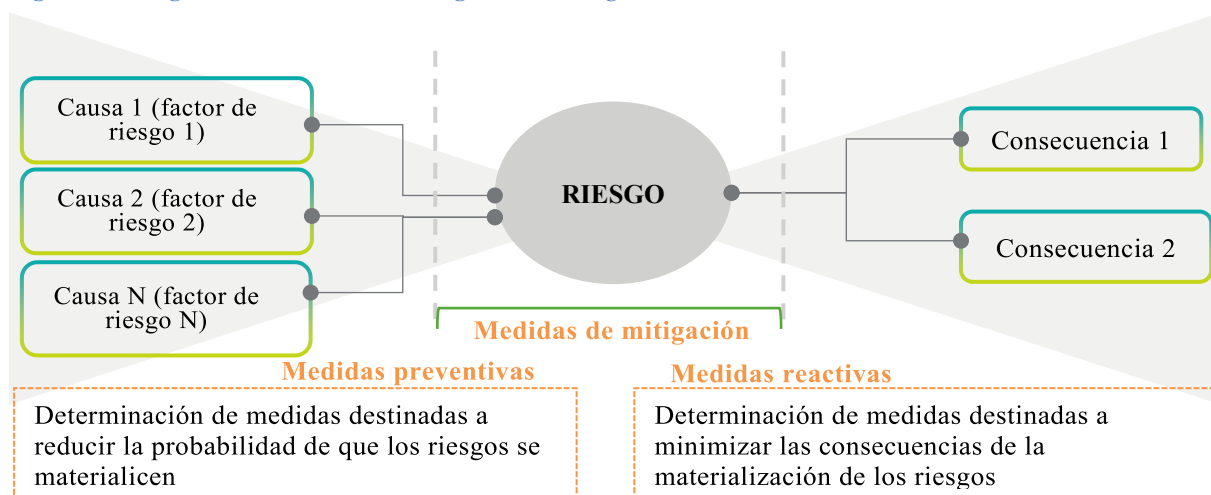 Causa 1 (factor de
riesgo 1)
Causa 2 (factor de
riesgo 2)
Causa N (factor de
riesgo N)
RIESGO
Consecuencia 1
Consecuencia 2
Medidas de mitigación
Medidas preventivas
Determinación de medidas destinadas a
reducir la probabilidad de que los riesgos se
materialicen
Medidas reactivas
Determinación de medidas destinadas a
minimizar las consecuencias de la
materialización de los riesgos